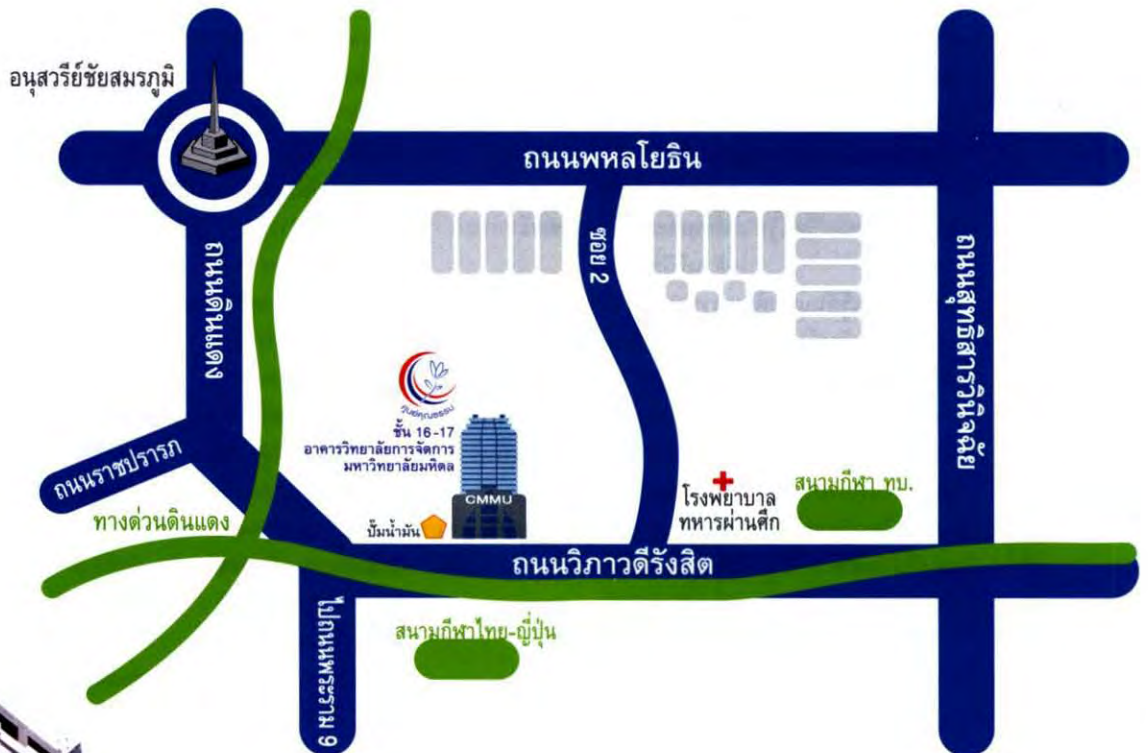 อนุสวรีย์ชัยสมรภูมิ
ถนนพหลโยธิน
ถนนดินแดง
ซอย 2
ถนนสุทธิสารวินิจฉัย
ศูนย์คุณธรรม
ชั้น 16-17
อาคารวิทยาลัยการจัดการ
มหาวิทยาลัยมหิดล
CMMU
ถนนราชปรารภ
ทางด่วนดินแดง
ปั๊มน้ำมัน
โรงพยาบาล
ทหารผ่านศึก
สนามกีฬา ทบ.
ถนนวิภาวดีรังสิต
ไปถนนพระราม 9
สนามกีฬาไทย-ญี่ปุ่น